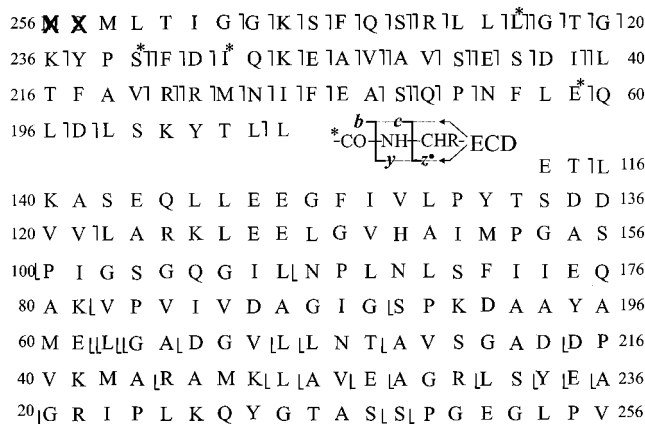 256 M X M L T I G G K S F Q S R L L L* G T G 20
236 K Y P S* F D I* Q K E A V A V S E S D I L 40
216 T F A V R R M N I F E A S Q P N F L E* Q 60
196 L D L S K Y T L L
b c
*-CO-NH-CHR- ECD
y z•
E T L 116
140 K A S E Q L L E E G F I V L P Y T S D D 136
120 V V L A R K L E E L G V H A I M P G A S 156
100 P I G S G Q G I L N P L N L S F I I E Q 176
80 A K V P V I V D A G I G S P K D A A Y A 196
60 M E L G A D G V L L N T A V S G A D D P 216
40 V K M A R A M K L A V E A G R L S Y E A 236
20 G R I P L K Q Y G T A S S P G E G L P V 256